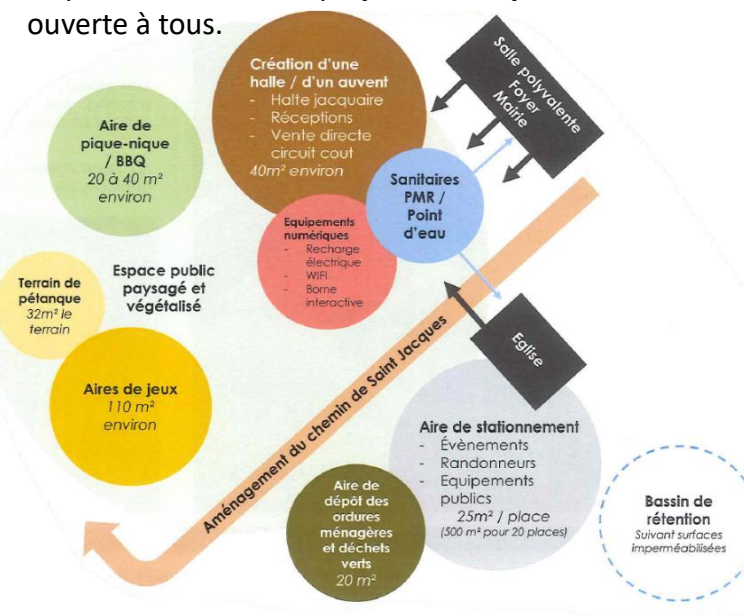 ouverte à tous.
Création d'une
halle / d'un auvent
- Halte jacquaire
- Réceptions
- Vente directe
circuit cout
40m² environ
Salle polyvalente
Foyer
Mairie
Aire de
pique-nique
/ BBQ
20 à 40 m²
environ
Sanitaires
PMR /
Point
d'eau
Equipements
numériques
- Recharge
électrique
- WIFI
- Borne
interactive
Espace public
paysagé et
végétalisé
Terrain de
pétanque
32m² le
terrain
Aires de jeux
110 m²
environ
Aménagement du chemin de Saint Jacques
Eglise
Aire de stationnement
- Évènements
- Randonneurs
- Equipements
publics
25m² / place
(500 m² pour 20 places)
Aire de
dépôt des
ordures
ménagères
et déchets
verts
20 m²
Bassin de
rétention
Suivant surfaces
imperméabilisées